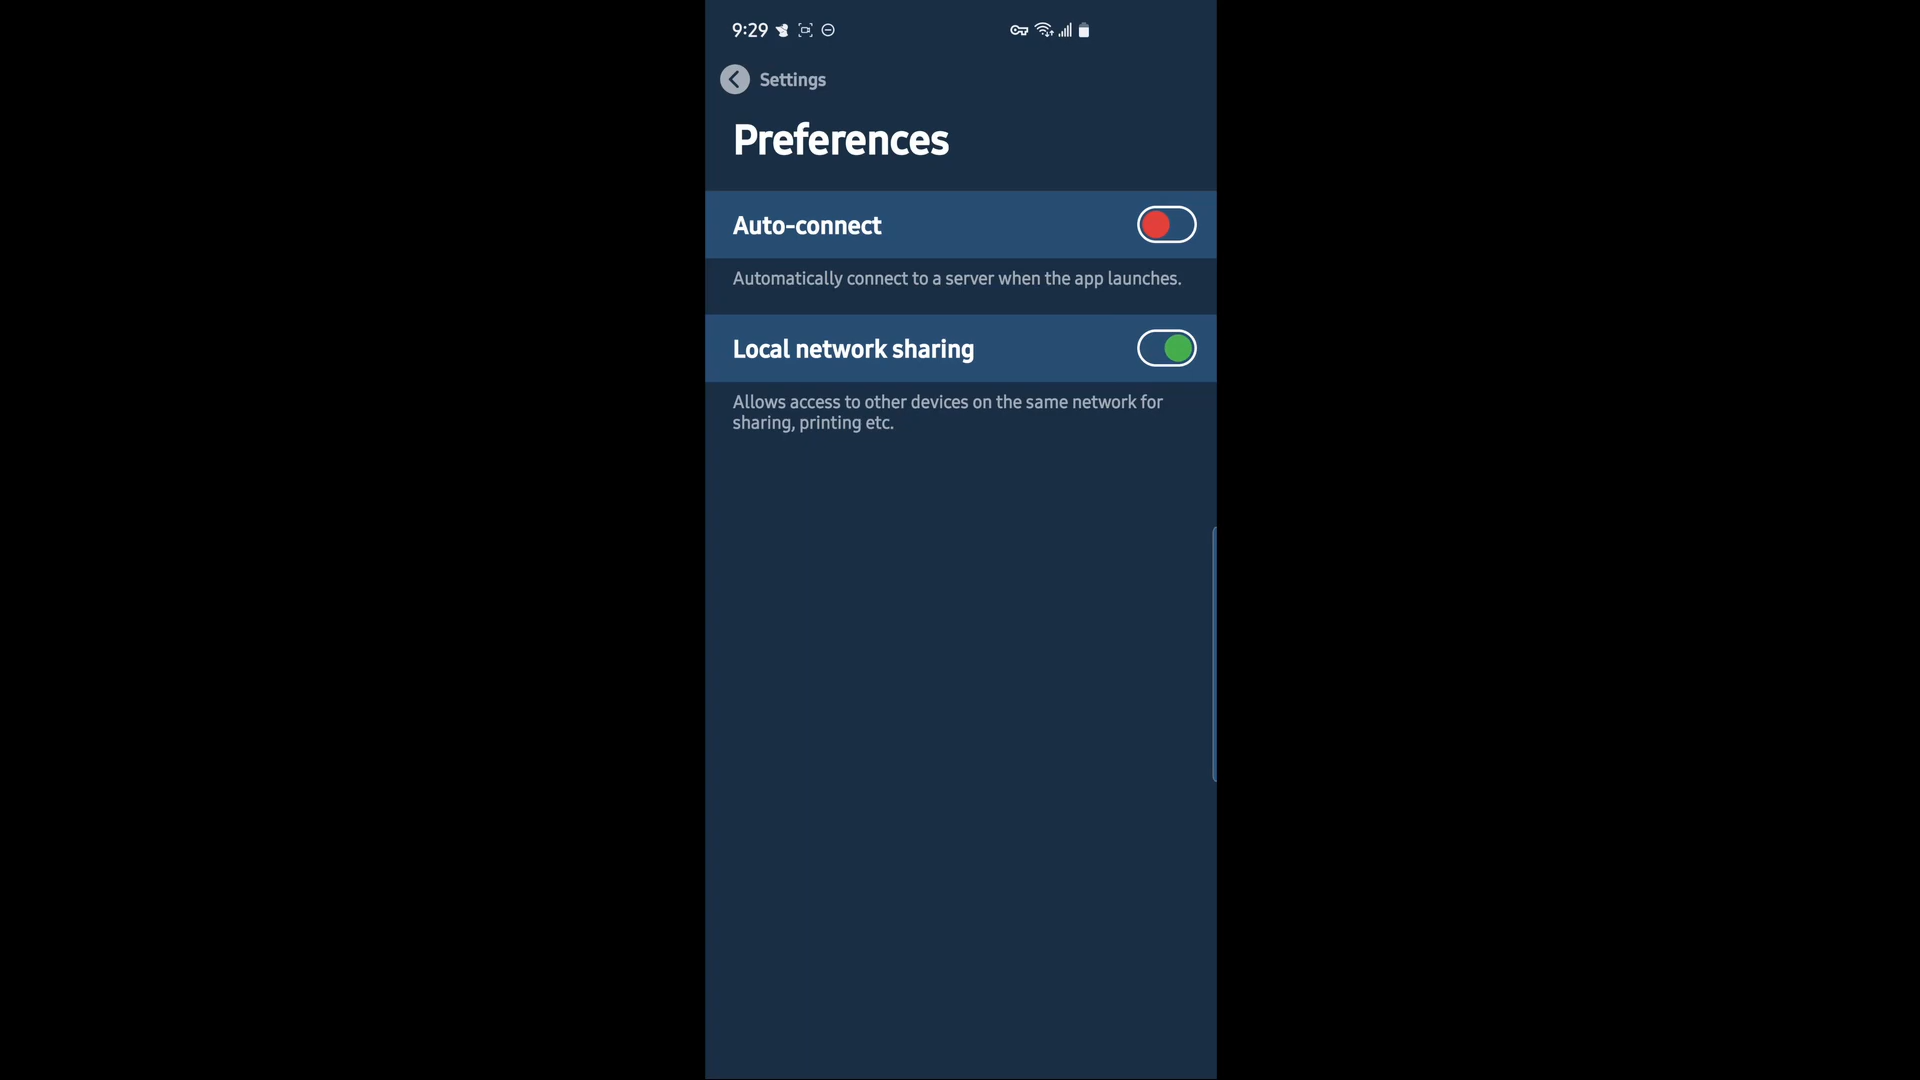 9:29
Settings
Preferences
Auto-connect
Automatically connect to a server when the app launches.
Local network sharing
Allows access to other devices on the same network for
sharing, printing etc.